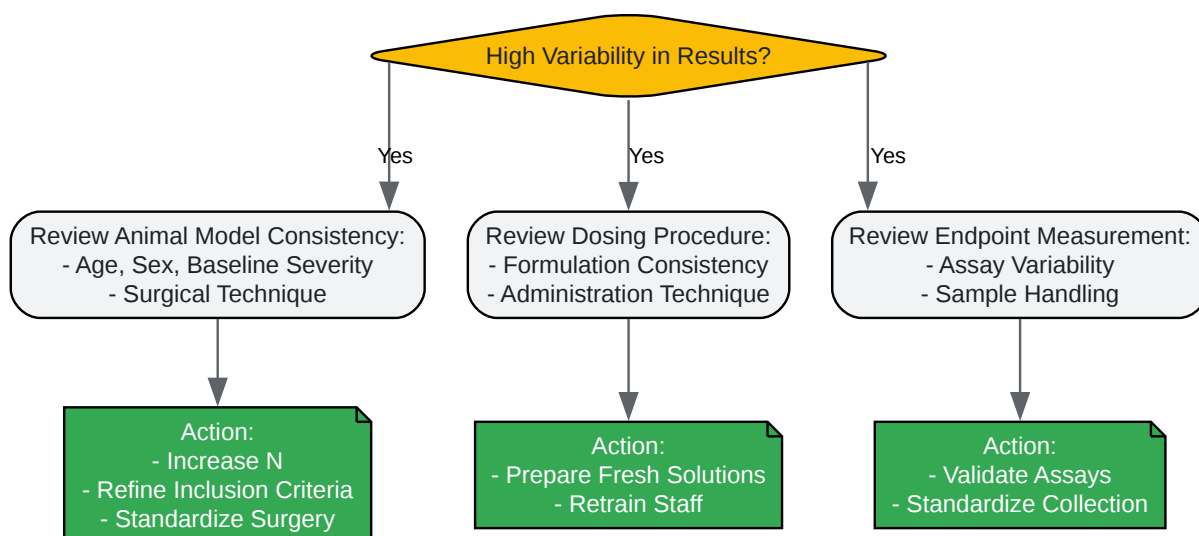 High Variability in Results?
Yes
Yes
Yes
Review Animal Model Consistency:
- Age, Sex, Baseline Severity
- Surgical Technique
Review Dosing Procedure:
- Formulation Consistency
- Administration Technique
Review Endpoint Measurement:
- Assay Variability
- Sample Handling
Action:
- Increase N
- Refine Inclusion Criteria
- Standardize Surgery
Action:
- Prepare Fresh Solutions
- Retrain Staff
Action:
- Validate Assays
- Standardize Collection